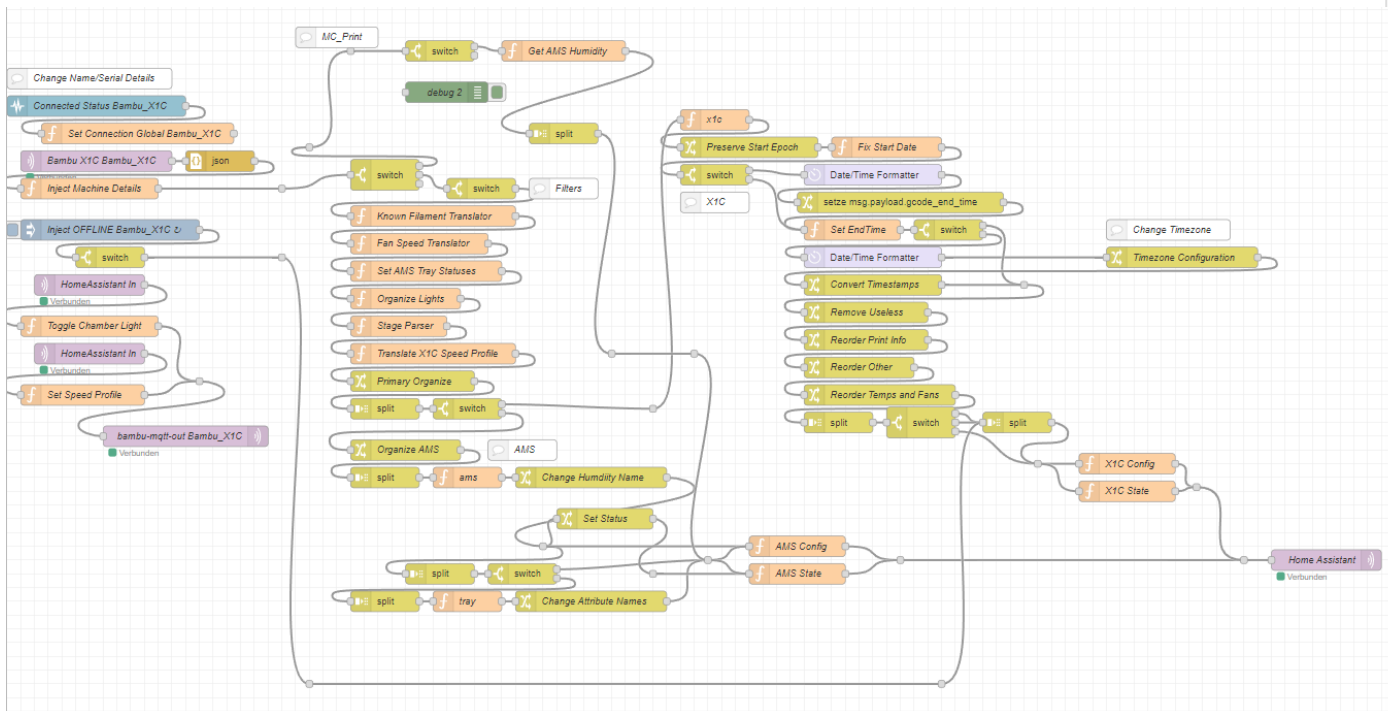 MC_Print
switch
Get AMS Humidity
Change Name/Serial Details
debug 2
Connected Status Bambu_X1C
Set Connection Global Bambu_X1C
split
x1c
Bambu X1C Bambu_X1C
json
Preserve Start Epoch
Fix Start Date
Inject Machine Details
switch
switch
Filters
switch
Date/Time Formatter
X1C
setze msg.payload.gcode_end_time
Known Filament Translator
Inject OFFLINE Bambu_X1C ↻
Fan Speed Translator
Set EndTime
switch
Change Timezone
switch
Set AMS Tray Statuses
Date/Time Formatter
Timezone Configuration
HomeAssistant In
Verbunden
Organize Lights
Convert Timestamps
Toggle Chamber Light
Stage Parser
Remove Useless
HomeAssistant In
Verbunden
Translate X1C Speed Profile
Reorder Print Info
Primary Organize
Reorder Other
Set Speed Profile
split
switch
Reorder Temps and Fans
bambu-mqtt-out Bambu_X1C
Verbunden
split
switch
split
Organize AMS
AMS
X1C Config
split
ams
Change Humdiity Name
X1C State
Set Status
AMS Config
Home Assistant
Verbunden
split
switch
AMS State
split
tray
Change Attribute Names